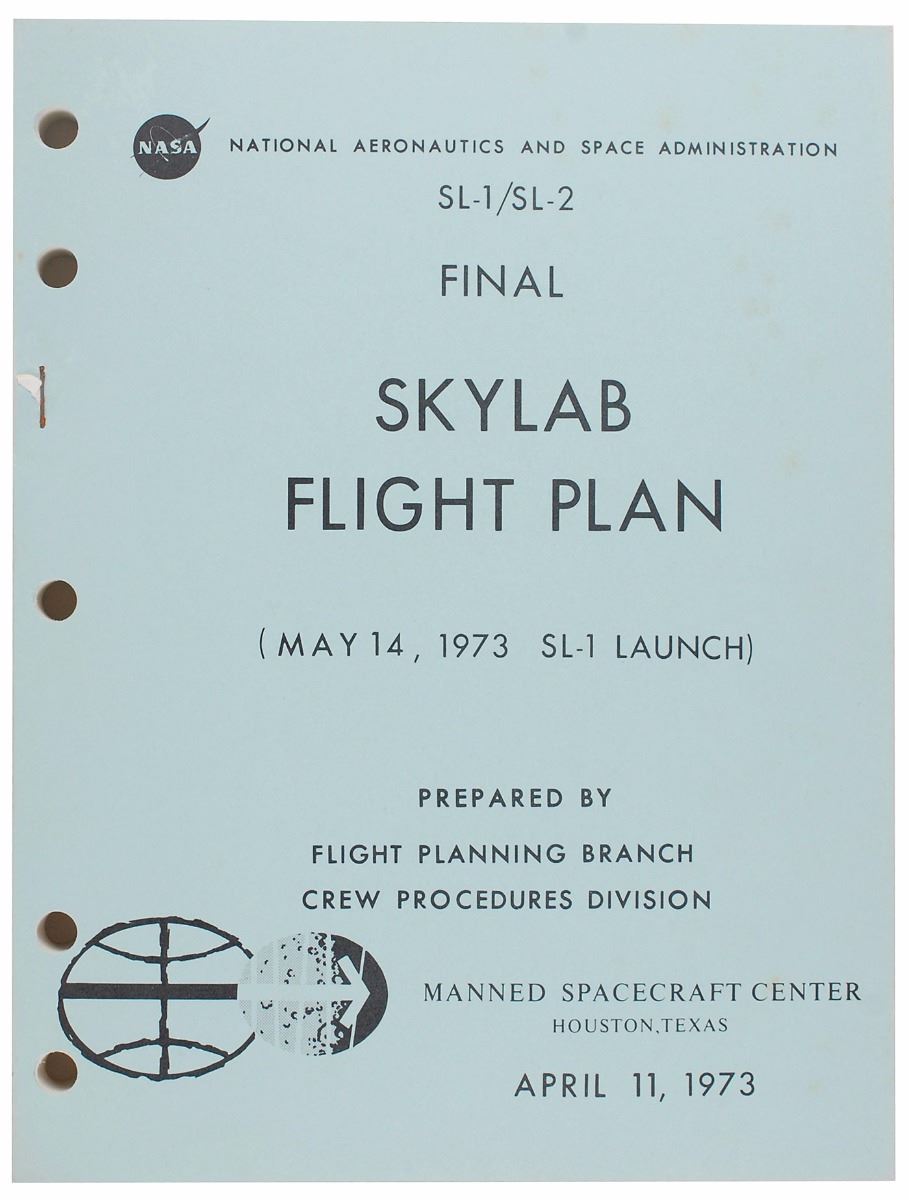 NASA
NATIONAL AERONAUTICS AND SPACE ADMINISTRATION
SL-1/SL-2
FINAL
SKYLAB
FLIGHT PLAN
(MAY 14, 1973 SL-1 LAUNCH)
PREPARED BY
FLIGHT PLANNING BRANCH
CREW PROCEDURES DIVISION
MANNED SPACECRAFT CENTER
HOUSTON, TEXAS
APRIL 11, 1973